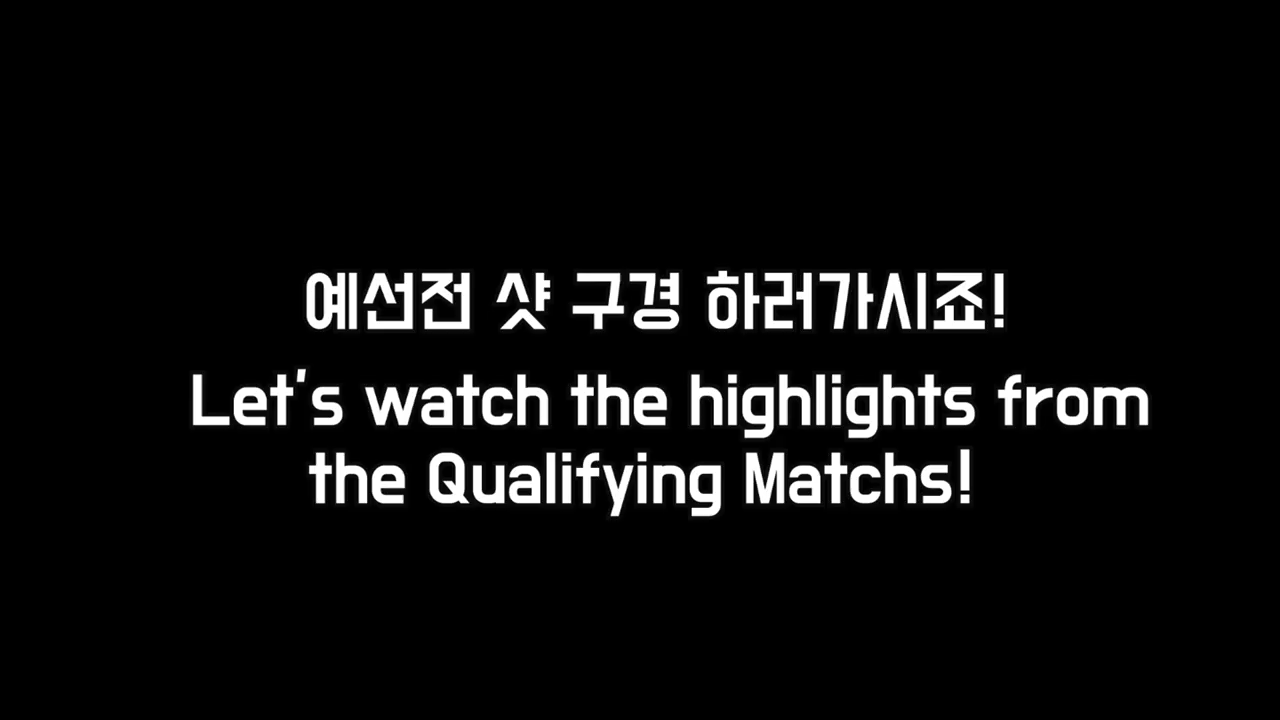 예선전 샷 구경 하러가시죠!
Let's watch the highlights from
the Qualifying Matchs!